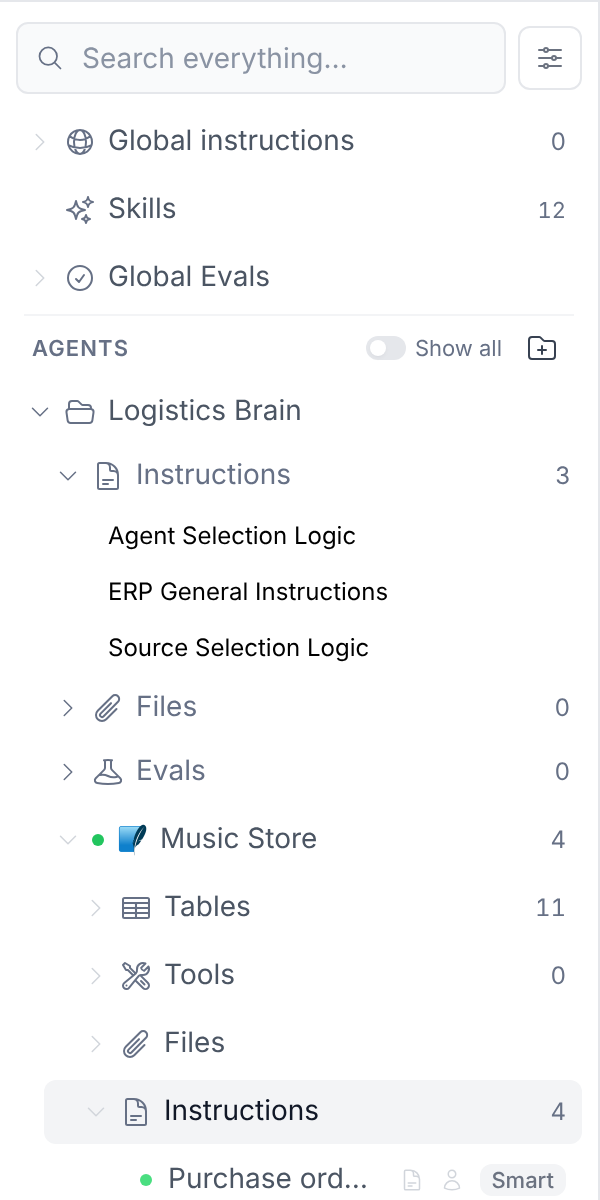 Search everything...
Global instructions 0
Skills 12
Global Evals
AGENTS Show all
Logistics Brain
Instructions 3
Agent Selection Logic
ERP General Instructions
Source Selection Logic
Files 0
Evals 0
Music Store 4
Tables 11
Tools 0
Files
Instructions 4
Purchase ord... Smart